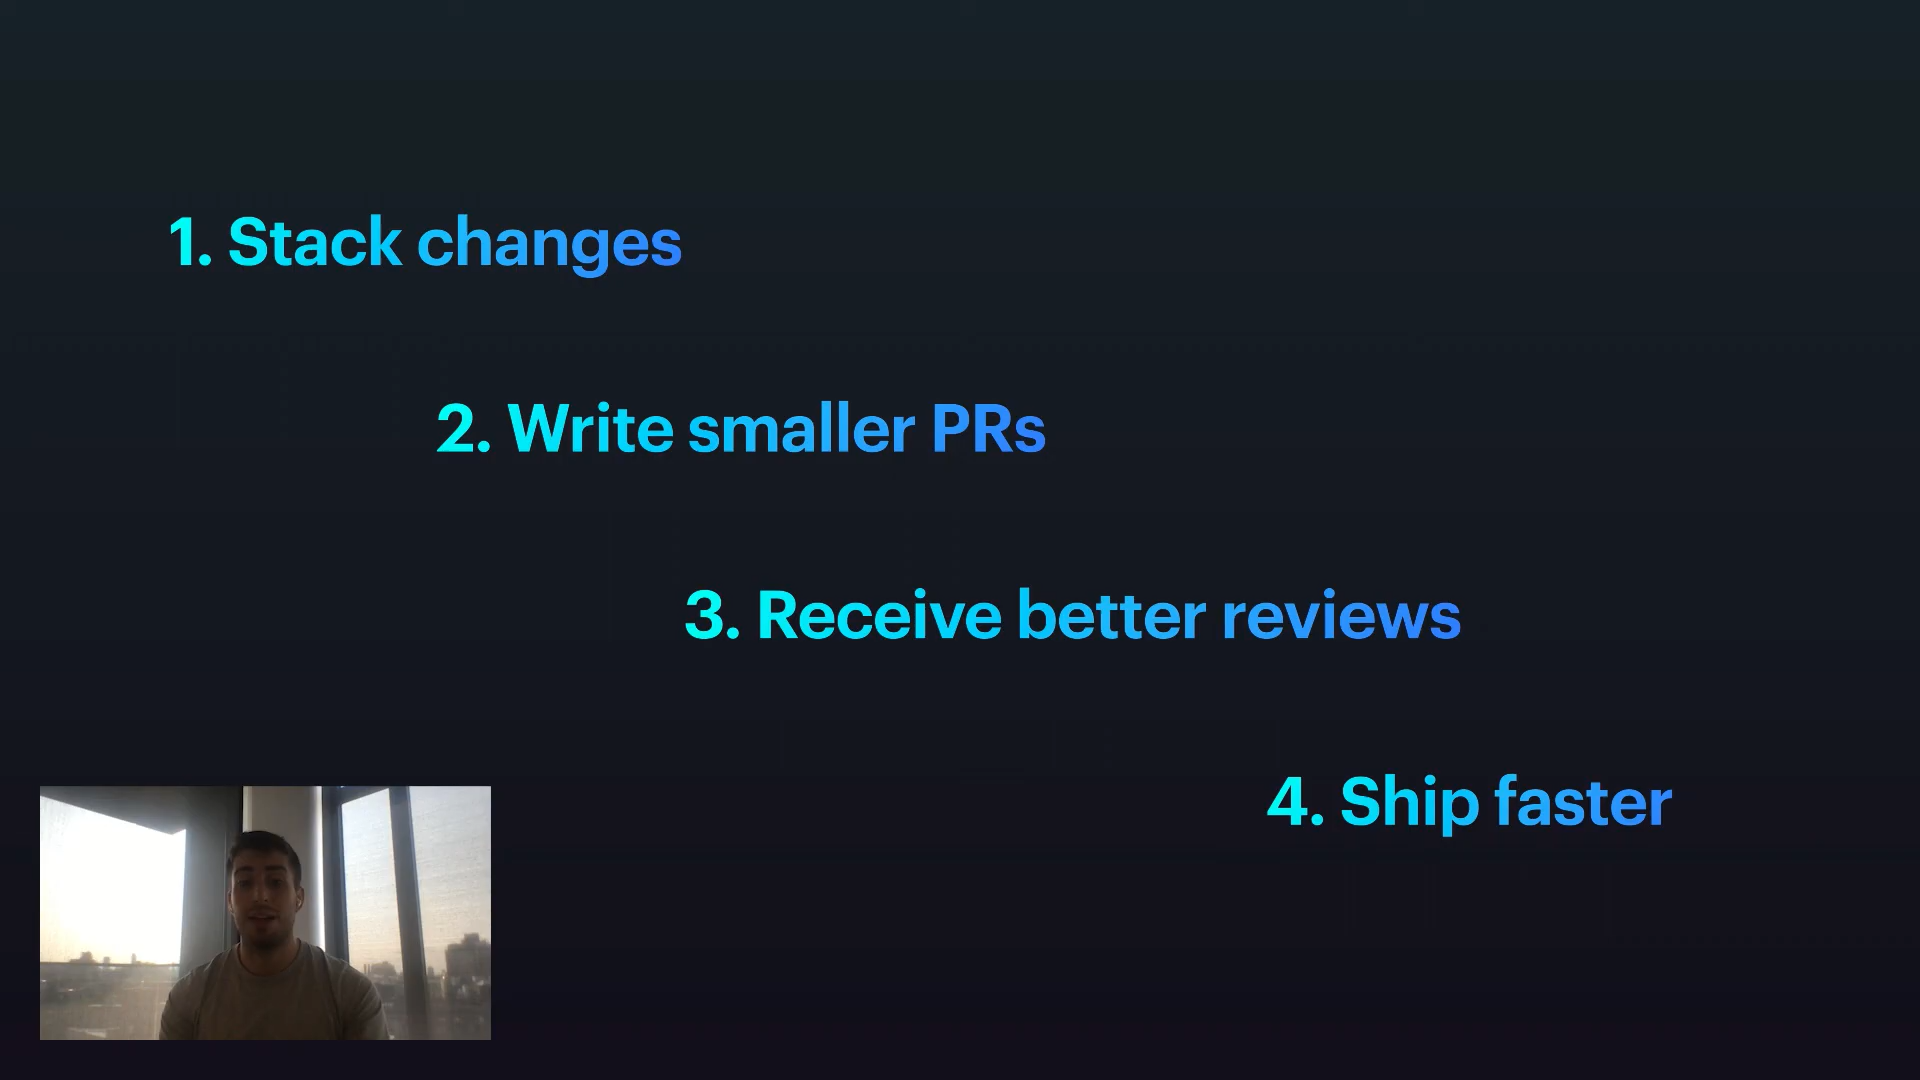 1. Stack changes
2. Write smaller PRs
3. Receive better reviews
4. Ship faster